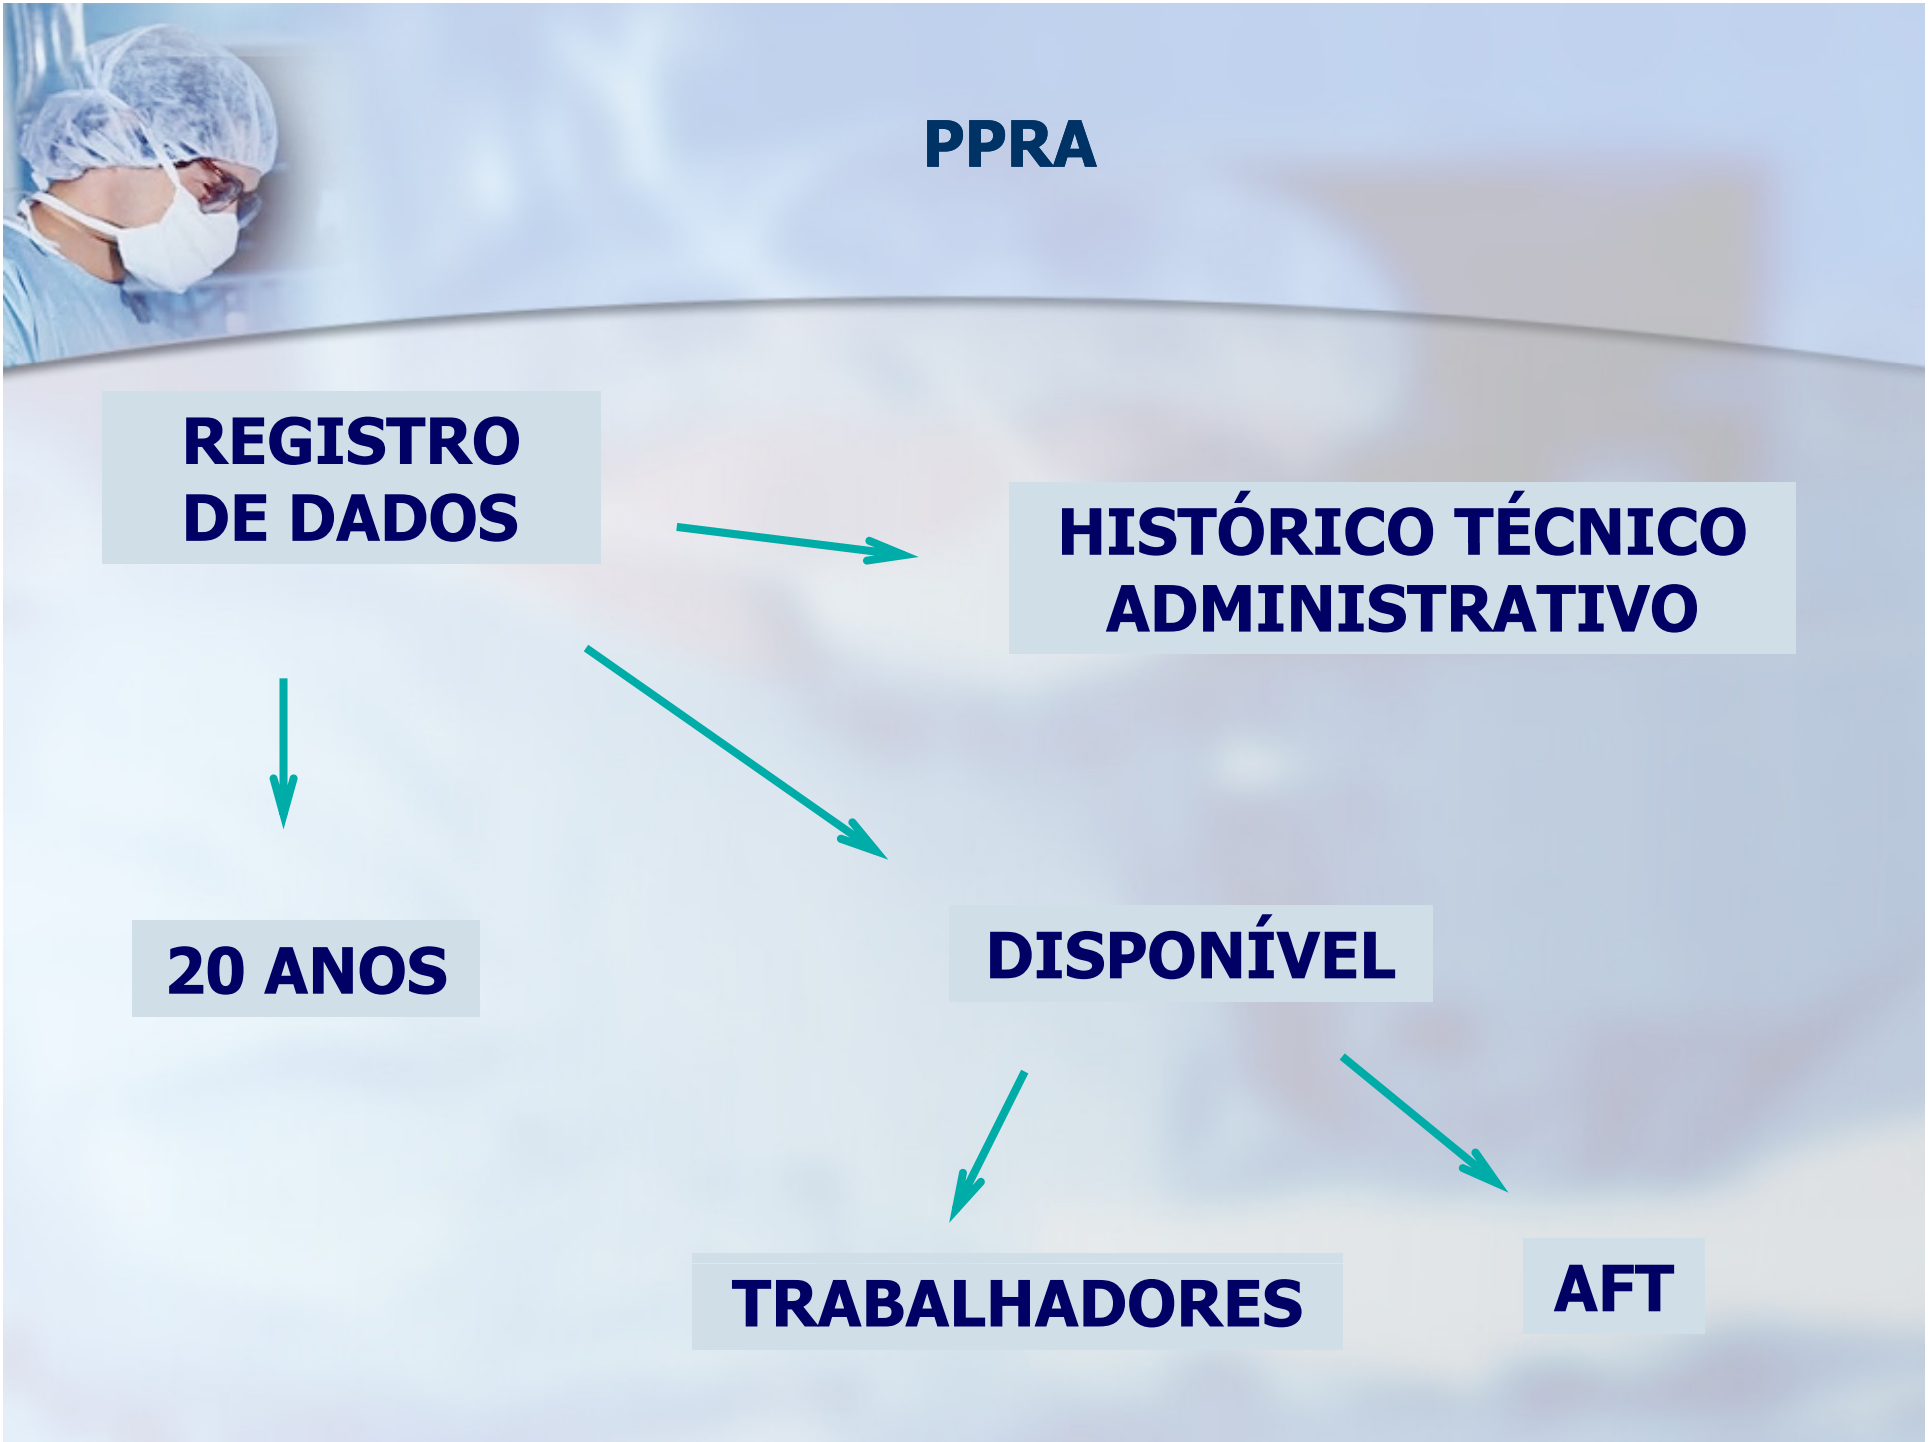 PPRA
REGISTRO
DE DADOS
HISTÓRICO TÉCNICO
ADMINISTRATIVO
20 ANOS
DISPONÍVEL
TRABALHADORES
AFT